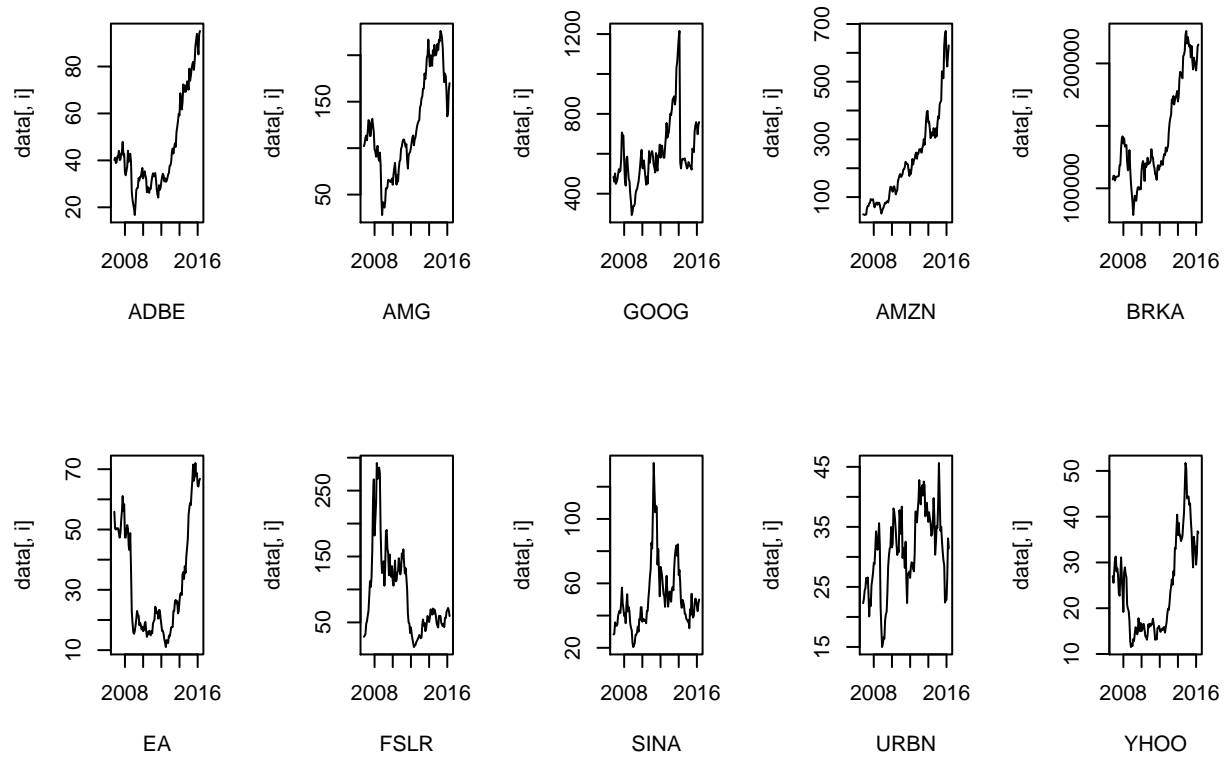 data[, i]
20 40 60 80
2008 2016
ADBE
data[, i]
50 150
2008 2016
AMG
data[, i]
400 800 1200
2008 2016
GOOG
data[, i]
100 300 500 600 700
2008 2016
AMZN
data[, i]
100000 200000
2008 2016
BRKA
data[, i]
10 30 50 70
2008 2016
EA
data[, i]
50 150 250
2008 2016
FSLR
data[, i]
20 60 100
2008 2016
SINA
data[, i]
15 25 35 45
2008 2016
URBN
data[, i]
10 20 30 40 50
2008 2016
YHOO